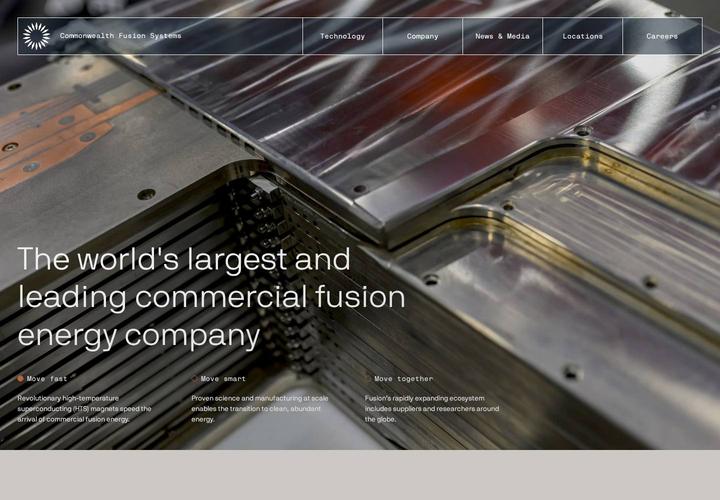 Commonwealth Fusion Systems
Technology
Company
News & Media
Locations
Careers
The world's largest and
leading commercial fusion
energy company
Move fast
Revolutionary high-temperature
superconducting (HTS) magnets speed the
arrival of commercial fusion energy.
Move smart
Proven science and manufacturing at scale
enables the transition to clean, abundant
energy.
Move together
Fusion's rapidly expanding ecosystem
includes suppliers and researchers around
the globe.